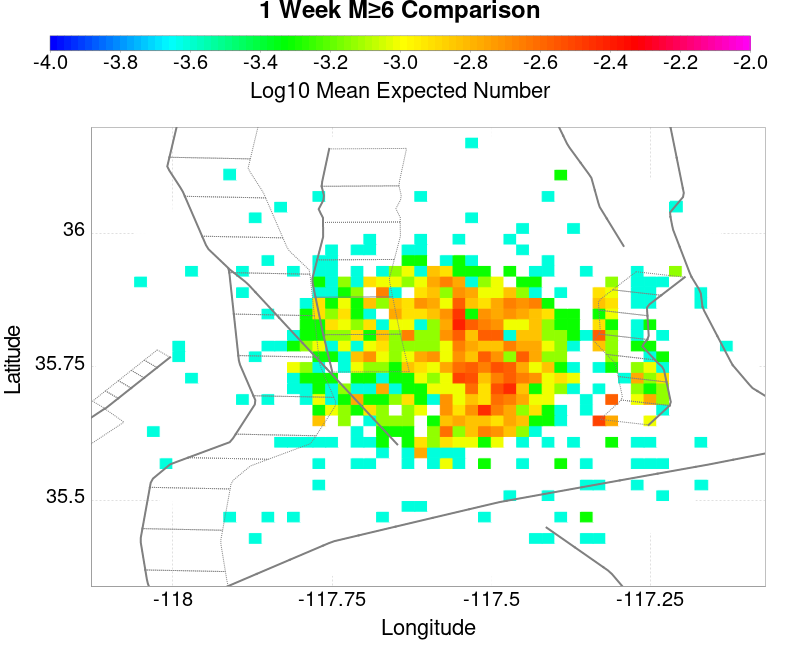 1 Week M≥6 Comparison
-4.0 -3.8 -3.6 -3.4 -3.2 -3.0 -2.8 -2.6 -2.4 -2.2 -2.0
Log10 Mean Expected Number
36
35.75
35.5
Latitude
-118 -117.75 -117.5 -117.25
Longitude